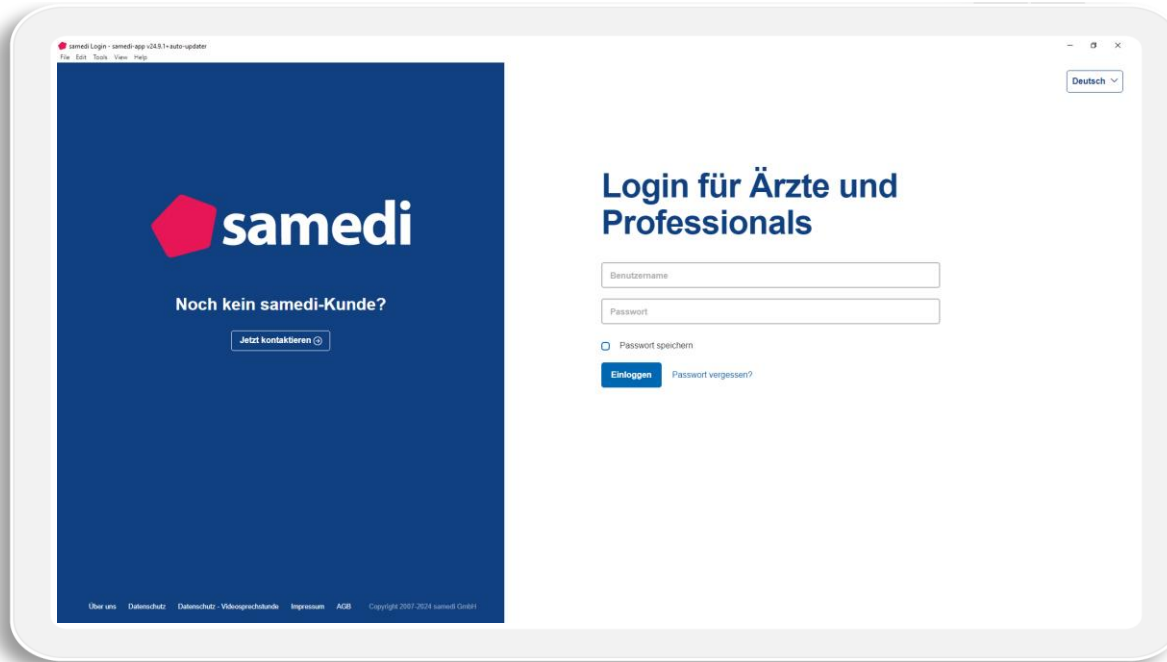 samedi Login - samedi-app v24.9.1+auto-updater
File Edit Tools View Help
Deutsch
samedi
Noch kein samedi-Kunde?
Jetzt kontaktieren
Login für Ärzte und
Professionals
Benutzername
Passwort
Passwort speichern
Einloggen Passwort vergessen?
Über uns Datenschutz Datenschutz - Videosprechstunde Impressum AGB Copyright 2007-2024 samedi GmbH